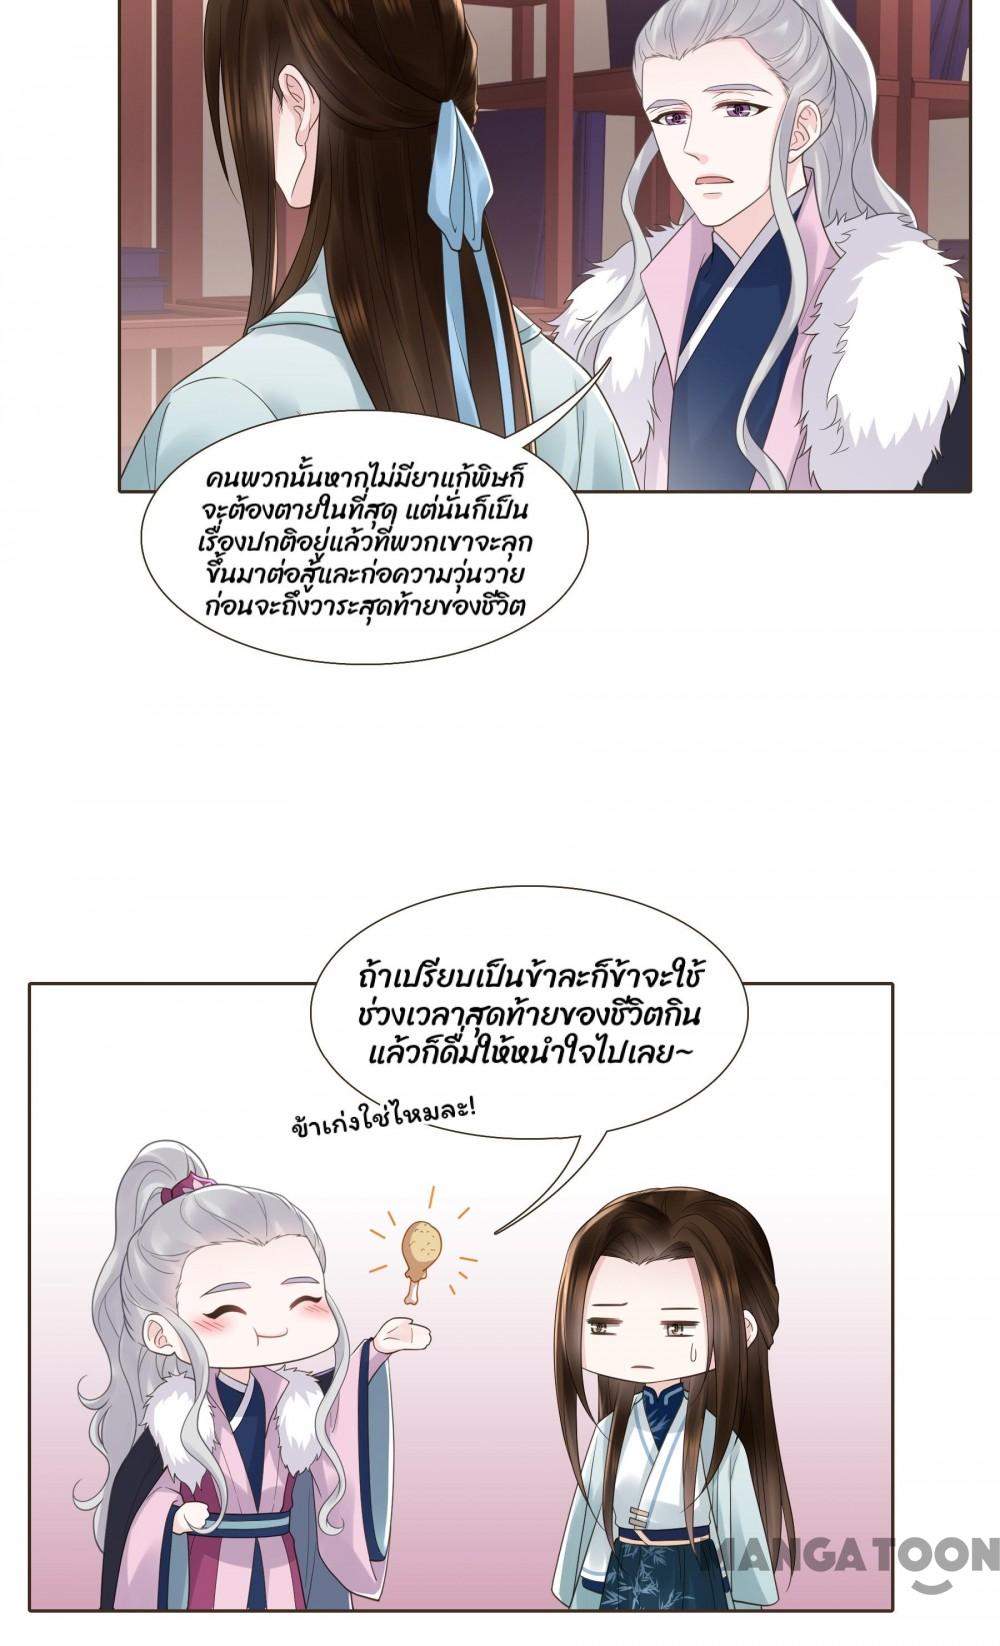 คนพวกนั้นหากไม่มียาแก้พิษก็
จะต้องตายในที่สุด แต่นั่นก็เป็น
เรื่องปกติอยู่แล้วที่พวกเขาจะลุก
ขึ้นมาต่อสู้และก่อความวุ่นวาย
ก่อนจะถึงวาระสุดท้ายของชีวิต
ถ้าเปรียบเป็นข้าละก็ข้าจะใช้
ช่วงเวลาสุดท้ายของชีวิตกิน
แล้วก็ดื่มให้หนำใจไปเลย~
ข้าเก่งใช่ไหมละ!
MANGATOON